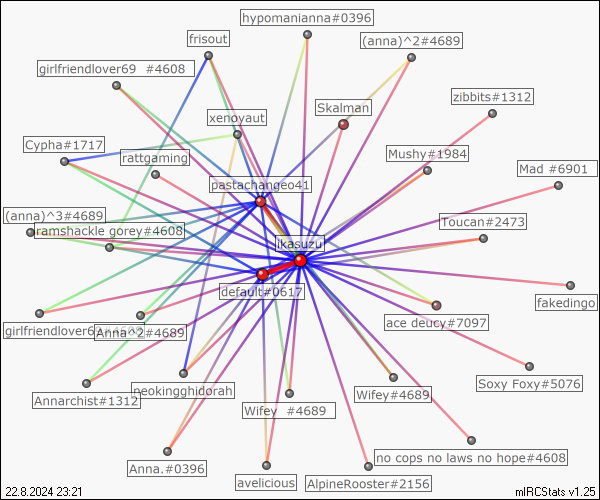 hypomanianna#0396
frisout
(anna)^2#4689
girlfriendlover69 #4608
zibbits#1312
Skalman
xenoyaut
Cypha#1717
rattgaming
Mushy#1984
Mad #6901
pastachangeo41
(anna)^3#4689
Toucan#2473
ramshackle gorey#4608
ikasuzu
default#0617
fakedingo
ace deucy#7097
girlfriendlover69
Anna^2#4689
Soxy Foxy#5076
neokingghidorah
Wifey#4689
Annarchist#1312
Wifey #4689
no cops no laws no hope#4608
Anna.#0396
avelicious
AlpineRooster#2156
22.8.2024 23:21
mIRCStats v1.25